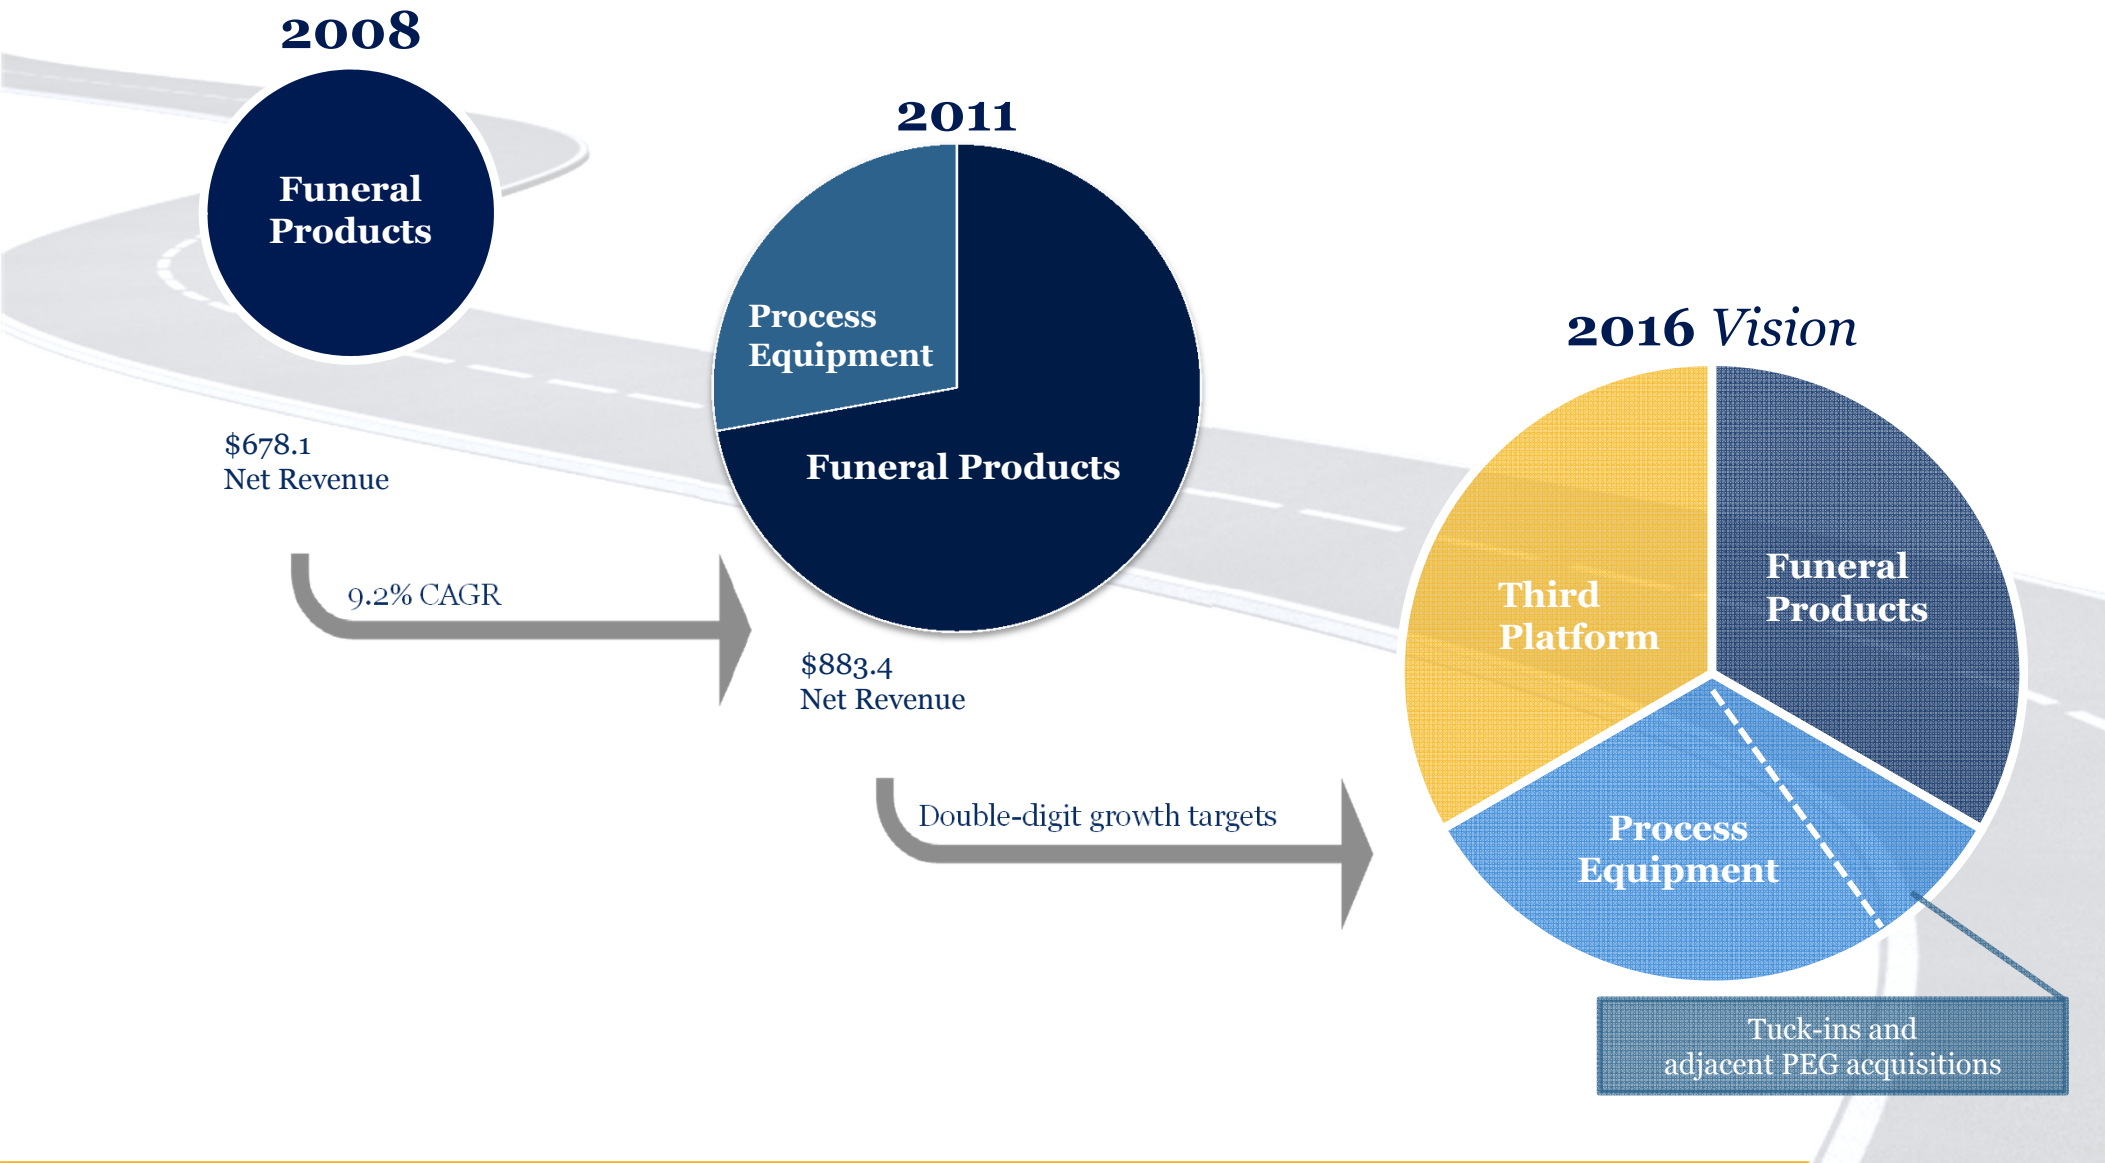 2008
Funeral
Products
$678.1
Net Revenue
9.2% CAGR
2011
Process
Equipment
Funeral Products
$883.4
Net Revenue
Double-digit growth targets
2016 Vision
Third
Platform
Funeral
Products
Process
Equipment
Tuck-ins and
adjacent PEG acquisitions